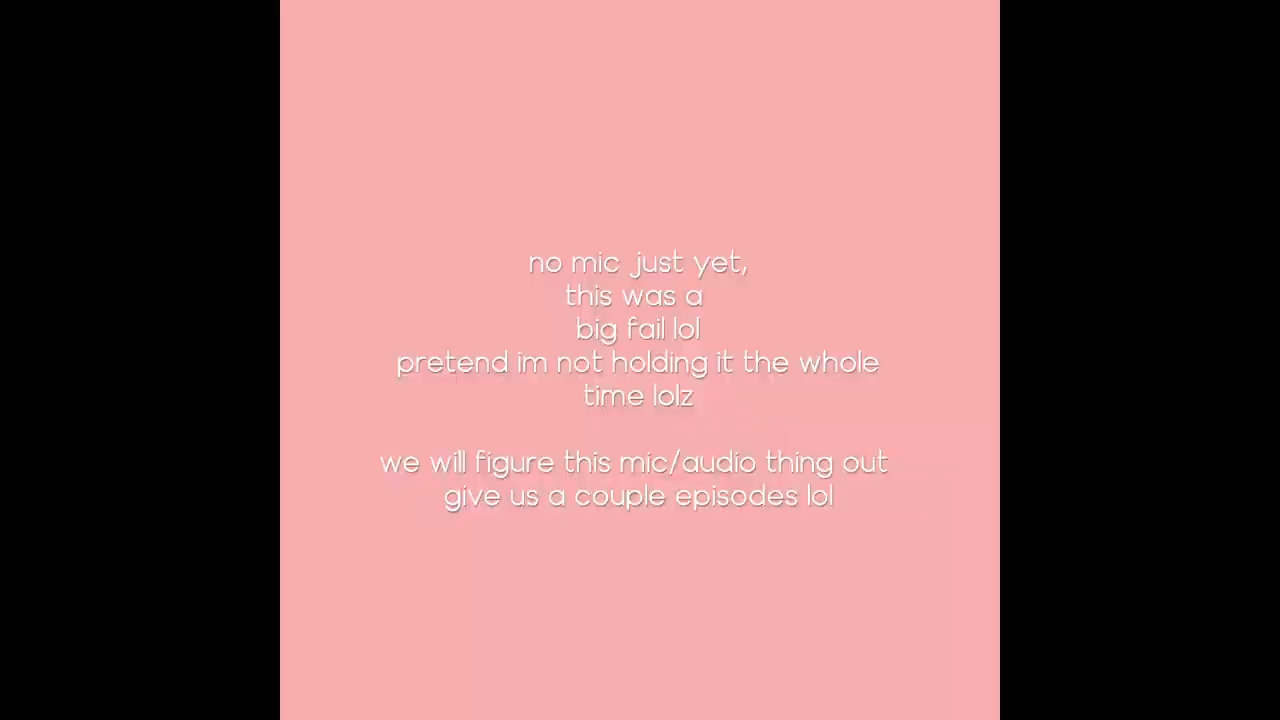 no mic just yet,
this was a
big fail lol
pretend im not holding it the whole
time lolz
we will figure this mic/audio thing out
give us a couple episodes lol